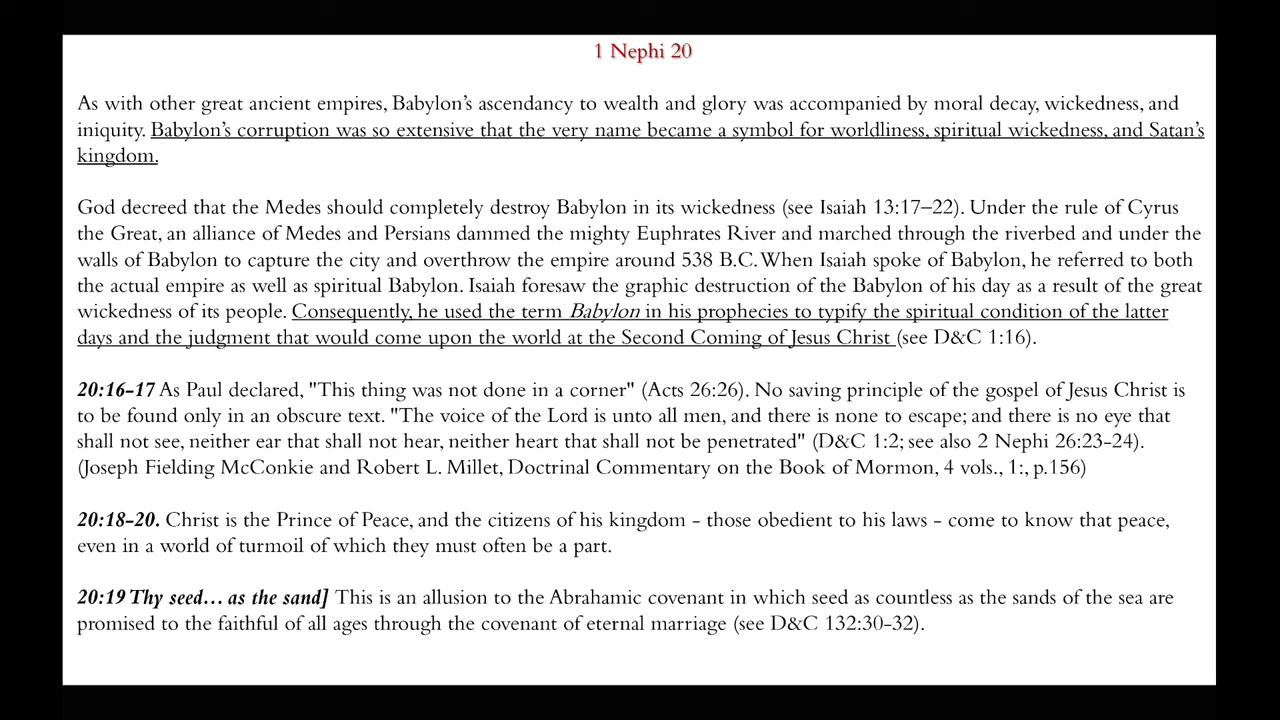 1 Nephi 20
As with other great ancient empires, Babylon’s ascendancy to wealth and glory was accompanied by moral decay, wickedness, and
iniquity. Babylon’s corruption was so extensive that the very name became a symbol for worldliness, spiritual wickedness, and Satan’s
kingdom.
God decreed that the Medes should completely destroy Babylon in its wickedness (see Isaiah 13:17–22). Under the rule of Cyrus
the Great, an alliance of Medes and Persians dammed the mighty Euphrates River and marched through the riverbed and under the
walls of Babylon to capture the city and overthrow the empire around 538 B.C. When Isaiah spoke of Babylon, he referred to both
the actual empire as well as spiritual Babylon. Isaiah foresaw the graphic destruction of the Babylon of his day as a result of the great
wickedness of its people. Consequently, he used the term Babylon in his prophecies to typify the spiritual condition of the latter
days and the judgment that would come upon the world at the Second Coming of Jesus Christ (see D&C 1:16).
20:16-17 As Paul declared, "This thing was not done in a corner" (Acts 26:26). No saving principle of the gospel of Jesus Christ is
to be found only in an obscure text. "The voice of the Lord is unto all men, and there is none to escape; and there is no eye that
shall not see, neither ear that shall not hear, neither heart that shall not be penetrated" (D&C 1:2; see also 2 Nephi 26:23-24).
(Joseph Fielding McConkie and Robert L. Millet, Doctrinal Commentary on the Book of Mormon, 4 vols., 1:, p.156)
20:18-20. Christ is the Prince of Peace, and the citizens of his kingdom - those obedient to his laws - come to know that peace,
even in a world of turmoil of which they must often be a part.
20:19 Thy seed… as the sand] This is an allusion to the Abrahamic covenant in which seed as countless as the sands of the sea are
promised to the faithful of all ages through the covenant of eternal marriage (see D&C 132:30-32).